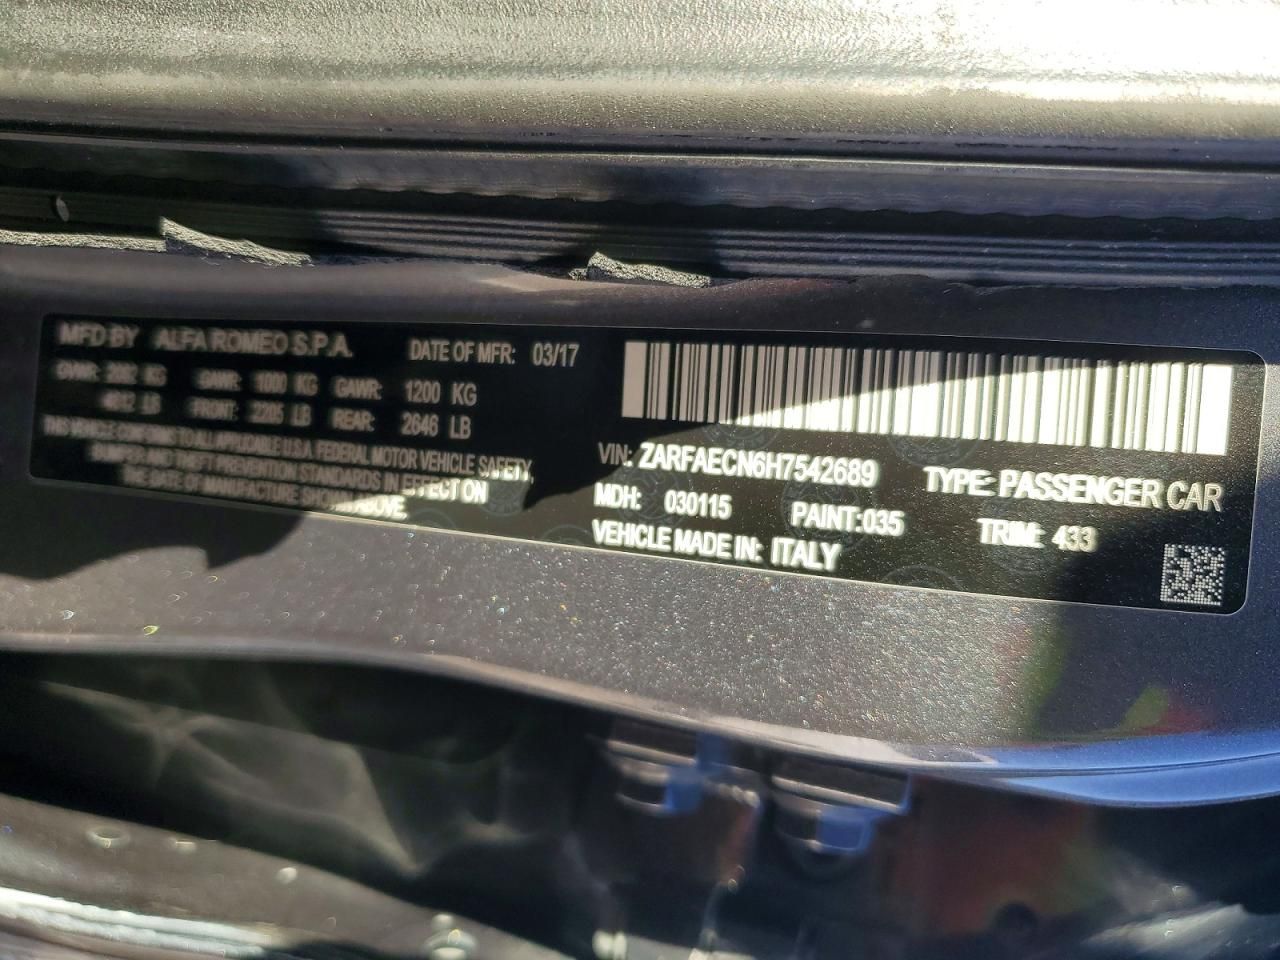 MFD BY ALFA ROMEO S.P.A. DATE OF MFR: 03/17
GVWR: 2092 KG GAWR: 1000 KG GAWR: 1200 KG
4612 LB FRONT: 2205 LB REAR: 2646 LB
THIS VEHICLE CONFORMS TO ALL APPLICABLE U.S.A. FEDERAL MOTOR VEHICLE SAFETY,
BUMPER AND THEFT PREVENTION STANDARDS IN EFFECT ON
THE DATE OF MANUFACTURE SHOWN ABOVE.
VIN: ZARFAECN6H7542689 TYPE: PASSENGER CAR
MDH: 030115 PAINT:035 TRIM: 433
VEHICLE MADE IN: ITALY